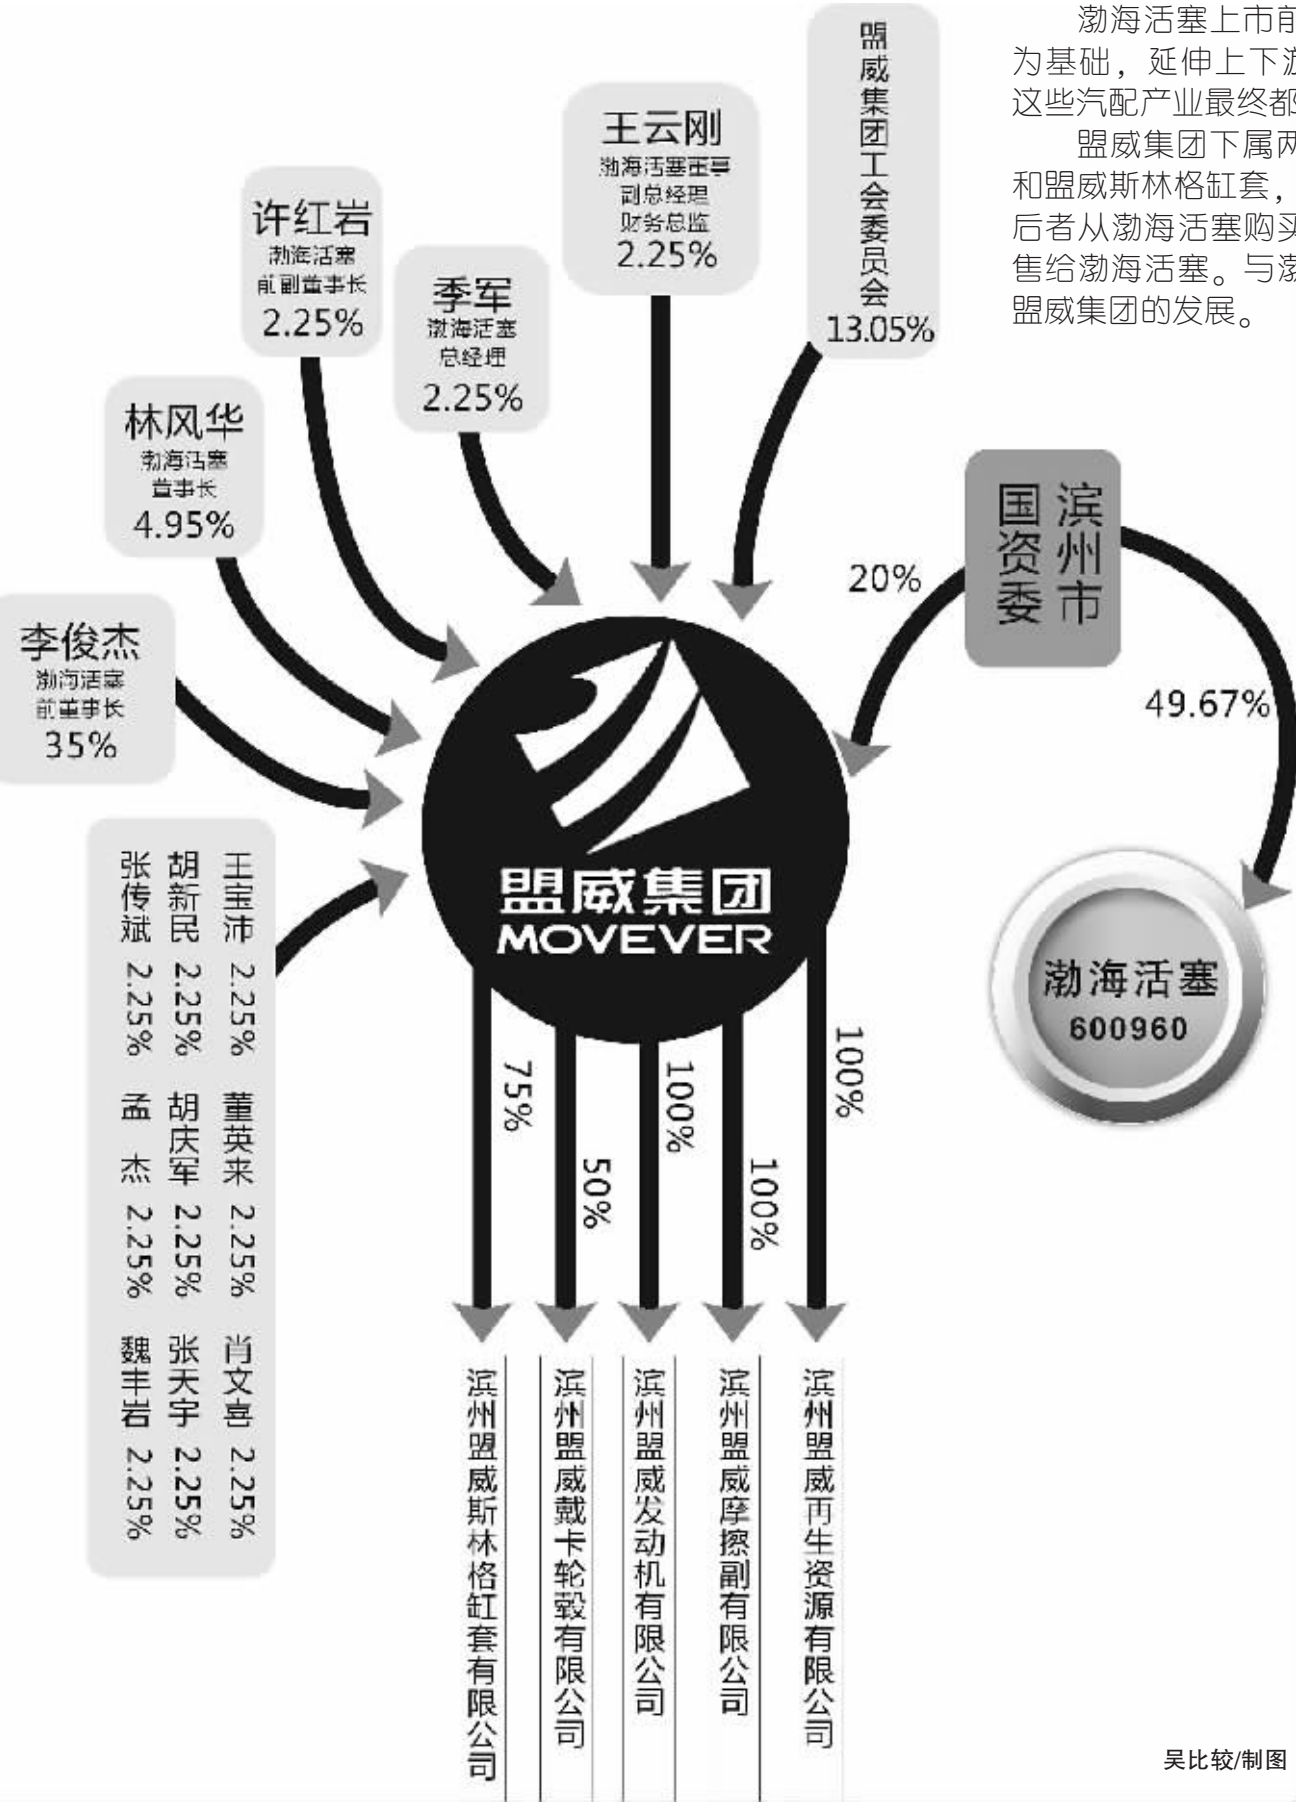 渤海活塞上市前
为基础，延伸上下游
这些汽配产业最终都
盟威集团下属两
和盟威斯林格缸套，
后者从渤海活塞购买
售给渤海活塞。与渤
盟威集团的发展。
盟威集团工会委员会
13.05%
王云刚
渤海活塞董事
副总经理
财务总监
2.25%
许红岩
渤海活塞
前副董事长
2.25%
季军
渤海活塞
总经理
2.25%
林风华
渤海活塞
董事长
4.95%
李俊杰
渤海活塞
前董事长
35%
滨州市
国资委
20%
49.67%
渤海活塞
600960
盟威集团
MOVEVER
王宝沛 2.25% 董英来 2.25% 肖文喜 2.25%
胡新民 2.25% 胡庆军 2.25% 张天宇 2.25%
张传斌 2.25% 孟 杰 2.25% 魏丰岩 2.25%
75%
50%
100%
100%
100%
滨州盟威斯林格缸套有限公司
滨州盟威戴卡轮毂有限公司
滨州盟威发动机有限公司
滨州盟威摩擦副有限公司
滨州盟威再生资源有限公司
吴比较/制图